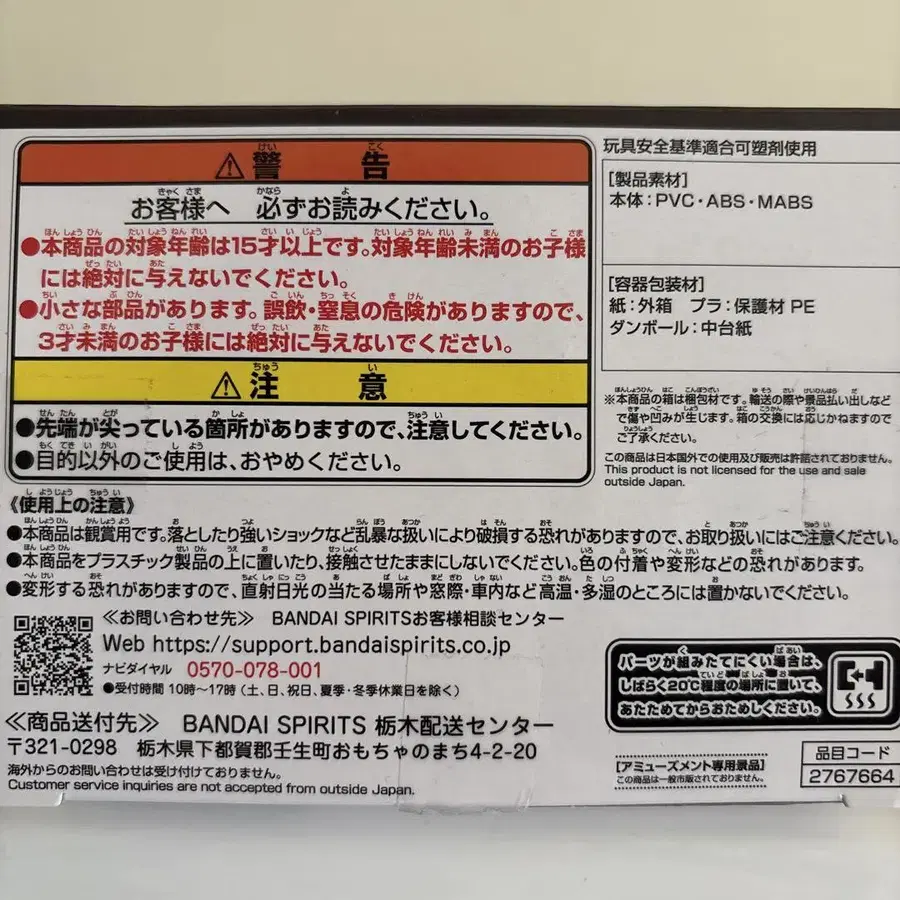 ⚠警告
お客様へ 必ずお読みください。
●本商品の対象年齢は15才以上です。対象年齢未満のお子様
には絶対に与えないでください。
●小さな部品があります。誤飲・窒息の危険がありますので、
3才未満のお子様には絶対に与えないでください。
⚠注意
●先端が尖っている箇所がありますので、注意してください。
●目的以外のご使用は、おやめください。
玩具安全基準適合可塑剤使用
[製品素材]
本体:PVC・ABS・MABS
[容器包装材]
紙:外箱 プラ:保護材 PE
ダンボール:中台紙
※本商品の箱は梱包材です。輸送の際や景品払い出しなど
で傷や凹みが生じます。箱の交換には応じかねますので
ご了承ください。
この商品は日本国外での使用及び販売は許諾されておりません。
This product is not licensed for the use and sale
outside Japan.
《使用上の注意》
●本商品は観賞用です。落としたり強いショックなど乱暴な扱いにより破損する恐れがありますので、お取り扱いにはご注意ください。
●本商品をプラスチック製品の上に置いたり、接触させたままにしないでください。色の付着や変形などの恐れがあります。
●変形する恐れがありますので、直射日光の当たる場所や窓際・車内など高温・多湿のところには置かないでください。
≪お問い合わせ先≫ BANDAI SPIRITSお客様相談センター
Web https://support.bandaispirits.co.jp
ナビダイヤル 0570-078-001
●受付時間 10時〜17時(土、日、祝日、夏季・冬季休業日を除く)
≪商品送付先≫ BANDAI SPIRITS 栃木配送センター
〒321-0298 栃木県下都賀郡壬生町おもちゃのまち4-2-20
海外からのお問い合わせは受け付けておりません。
Customer service inquiries are not accepted from outside Japan.
パーツが組みたてにくい場合は、
しばらく20℃程度の場所に置いて、
あたためてからおためしください。
[アミューズメント専用景品]
この商品は一般市販されておりません。
品目コード
2767664